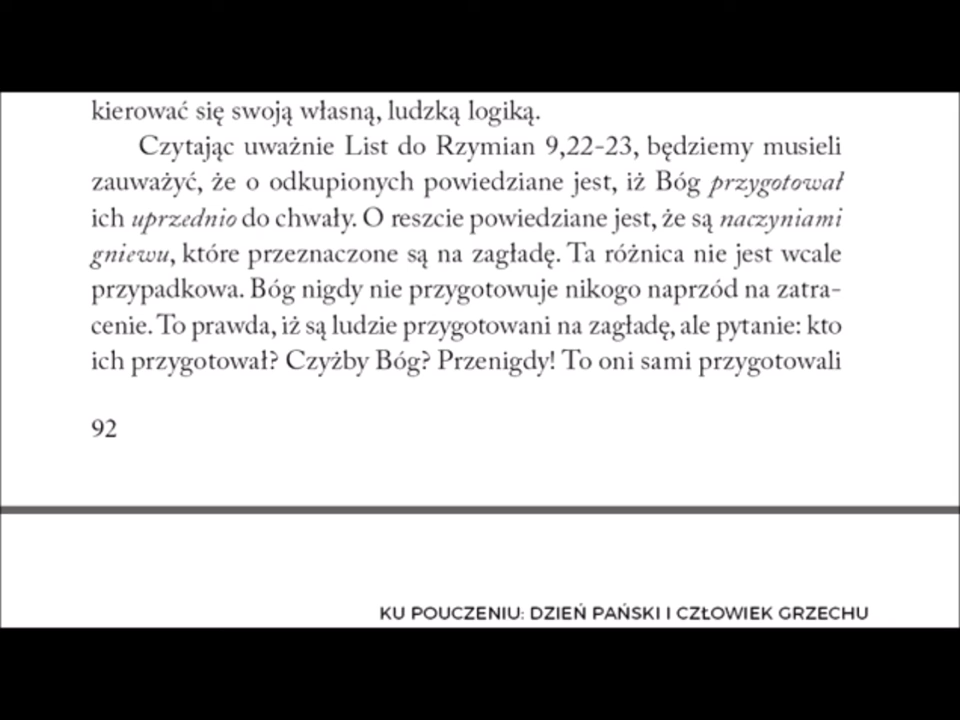 kierować się swoją własną, ludzką logiką.
Czytając uważnie List do Rzymian 9,22-23, będziemy musieli
zauważyć, że o odkupionych powiedziane jest, iż Bóg przygotował
ich uprzednio do chwały. O reszcie powiedziane jest, że są naczyniami
gniewu, które przeznaczone są na zagładę. Ta różnica nie jest wcale
przypadkowa. Bóg nigdy nie przygotowuje nikogo naprzód na zatra-
cenie. To prawda, iż są ludzie przygotowani na zagładę, ale pytanie: kto
ich przygotował? Czyżby Bóg? Przenigdy! To oni sami przygotowali
92
KU POUCZENIU: DZIEŃ PAŃSKI I CZŁOWIEK GRZECHU